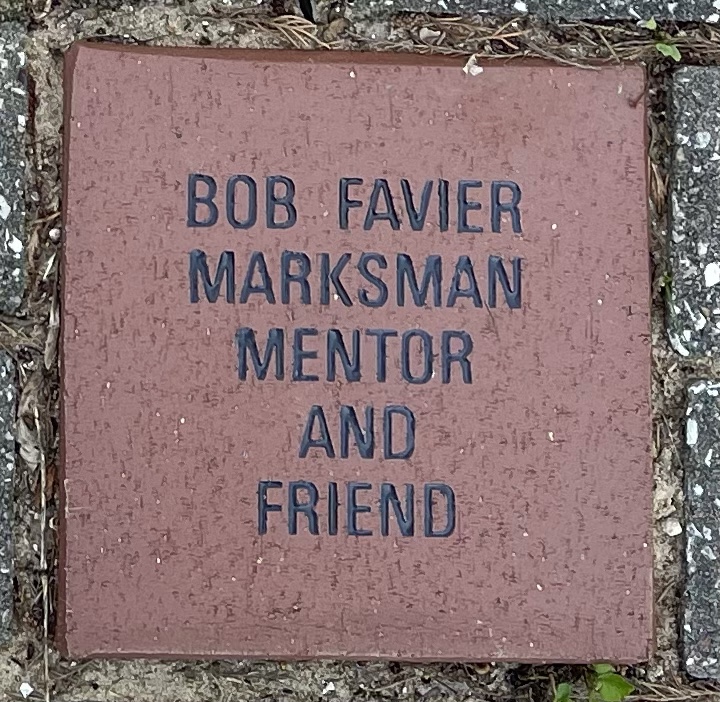 BOB FAVIER
MARKSMAN
MENTOR
AND
FRIEND